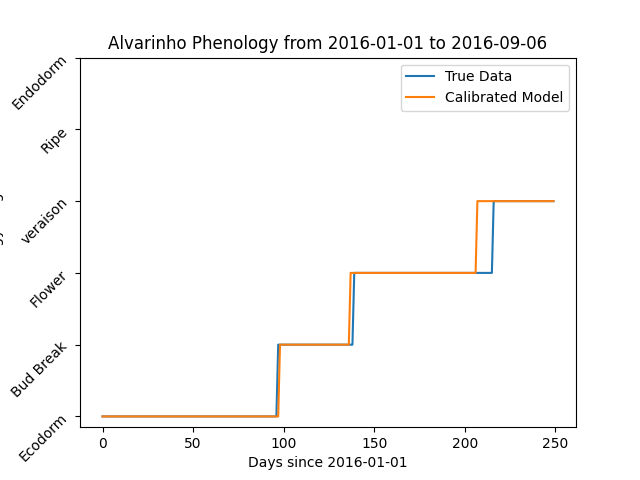 Alvarinho Phenology from 2016-01-01 to 2016-09-06
True Data
Calibrated Model
Endodorm
Ripe
veraison
Flower
Bud Break
Ecodorm
0 50 100 150 200 250
Days since 2016-01-01